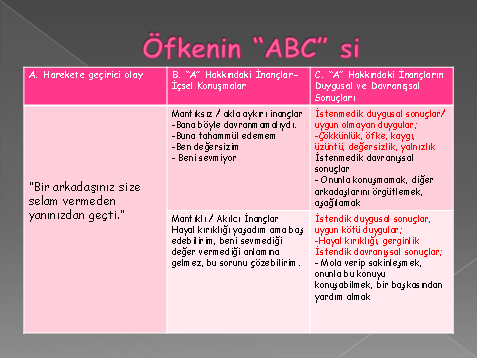 Öfkenin “ABC” si
A. Harekete geçirici olay
B. “A” Hakkındaki İnançlar-
İçsel Konuşmalar
C. “A” Hakkındaki İnançların
Duygusal ve Davranışsal
Sonuçları
“Bir arkadaşınız size
selam vermeden
yanınızdan geçti.”
Mantıksız / akla aykırı inançlar
-Bana böyle davranmamalıydı.
-Buna tahammül edemem
-Ben değersizim
- Beni sevmiyor
İstenmedik duygusal sonuçlar/
uygun olmayan duygular;
-Çökkünlük, öfke, kaygı,
üzüntü, değersizlik, yalnızlık
İstenmedik davranışsal
sonuçlar
- Onunla konuşmamak, diğer
arkadaşlarını örgütlemek,
aşağılamak
Mantıklı / Akılcı İnançlar
Hayal kırıklığı yaşadım ama baş
edebilirim, beni sevmediği
değer vermediği anlamına
gelmez, bu sorunu çözebilirim.
İstendik duygusal sonuçlar,
uygun kötü duygular;
-Hayal kırıklığı, gerginlik
İstendik davranışsal sonuçlar;
- Mola verip sakinleşmek,
onunla bu konuyu
konuşabilmek, bir başkasından
yardım almak